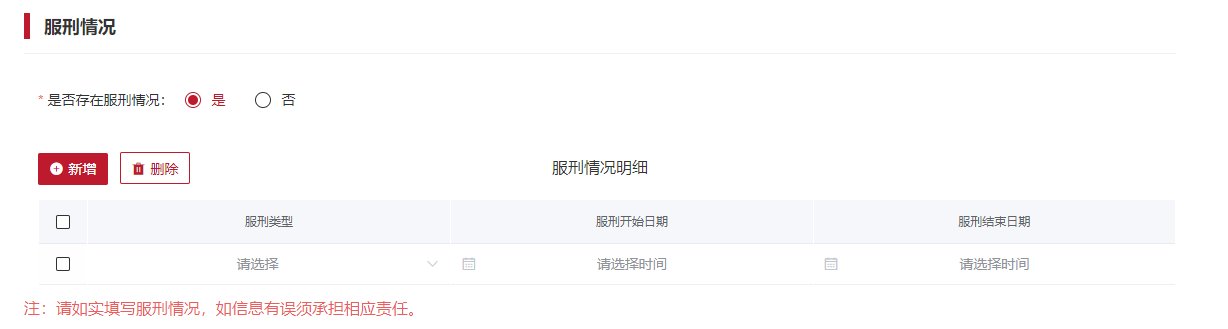 服刑情况
* 是否存在服刑情况： 是 否
新增 删除 服刑情况明细
服刑类型 服刑开始日期 服刑结束日期
请选择 请选择时间 请选择时间
注：请如实填写服刑情况，如信息有误须承担相应责任。